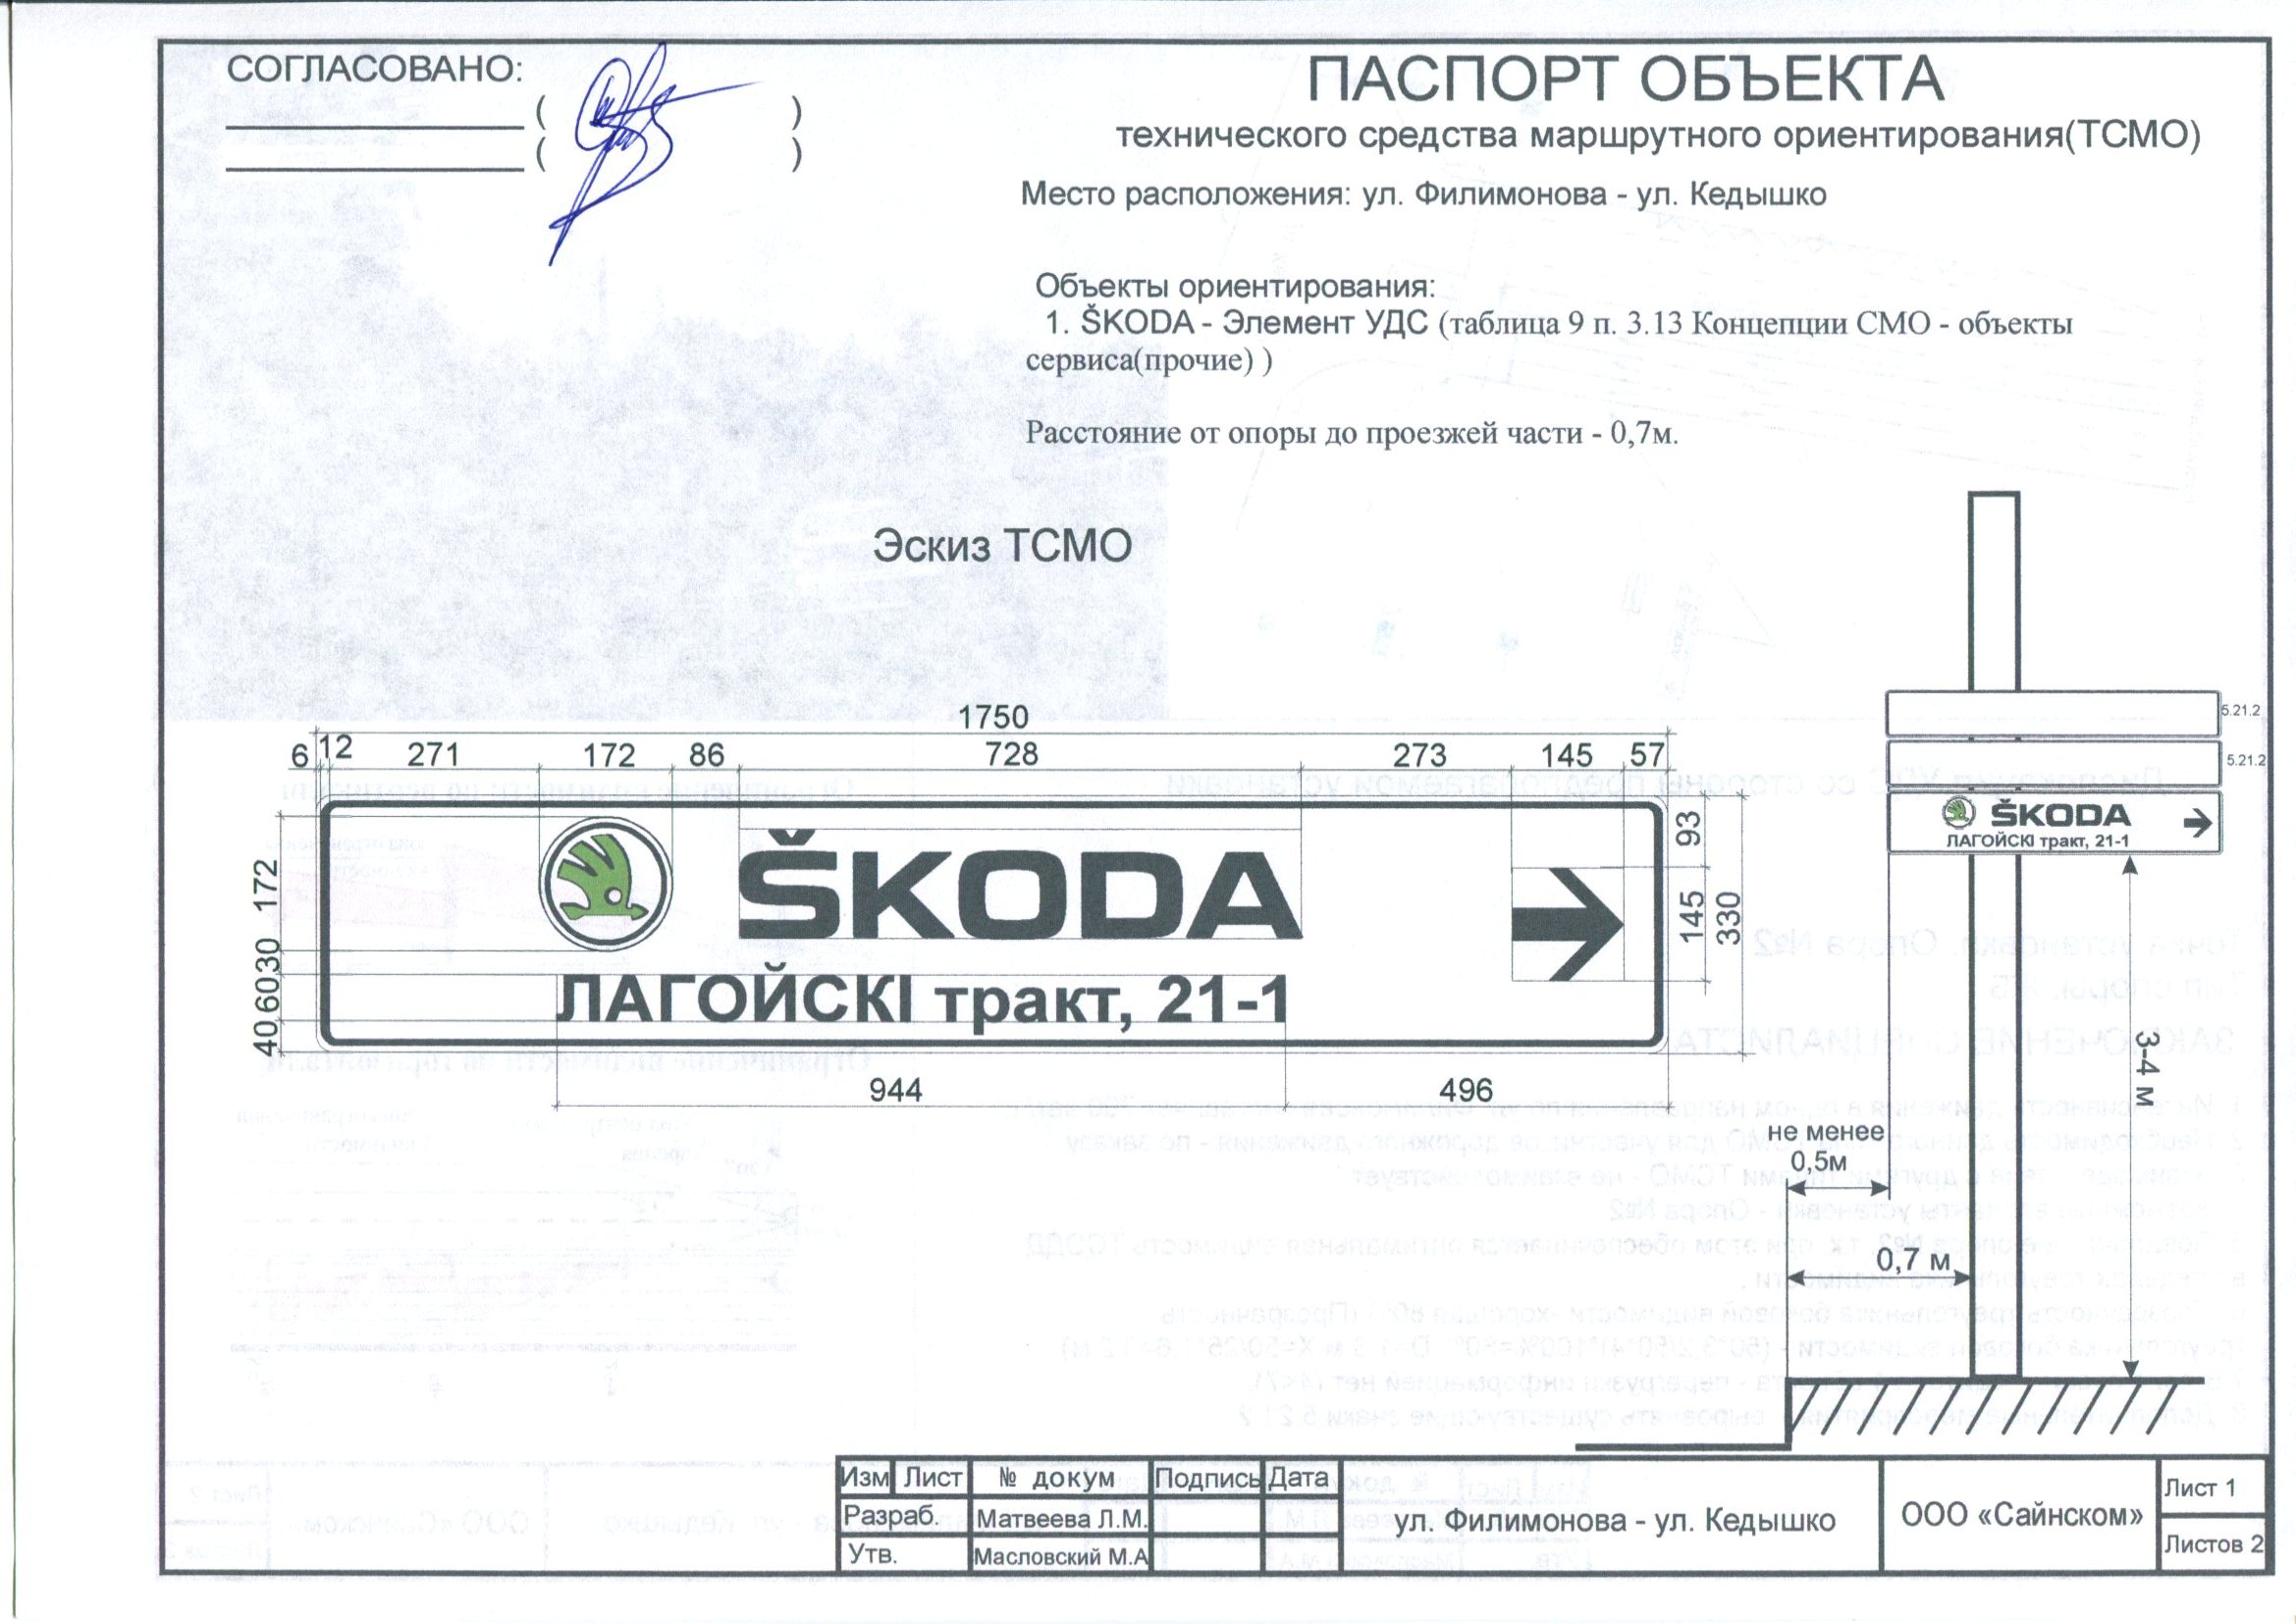 СОГЛАСОВАНО:
( )
( )
ПАСПОРТ ОБЪЕКТА
технического средства маршрутного ориентирования(ТСМО)
Место расположения: ул. Филимонова - ул. Кедышко
Объекты ориентирования:
1. ŠKODA - Элемент УДС (таблица 9 п. 3.13 Концепции СМО - объекты
сервиса(прочие) )
Расстояние от опоры до проезжей части - 0,7м.
Эскиз ТСМО
1750
6 12 271 172 86 728 273 145 57
172 30 60 40
ŠKODA
ЛАГОЙСКІ тракт, 21-1
93 145 330
944 496
5.21.2
5.21.2
ŠKODA
ЛАГОЙСКІ тракт, 21-1
3-4 м
не менее
0,5м
0,7 м
Изм Лист № докум Подпись Дата
Разраб. Матвеева Л.М.
Утв. Масловский М.А
ул. Филимонова - ул. Кедышко
ООО «Сайнском»
Лист 1
Листов 2